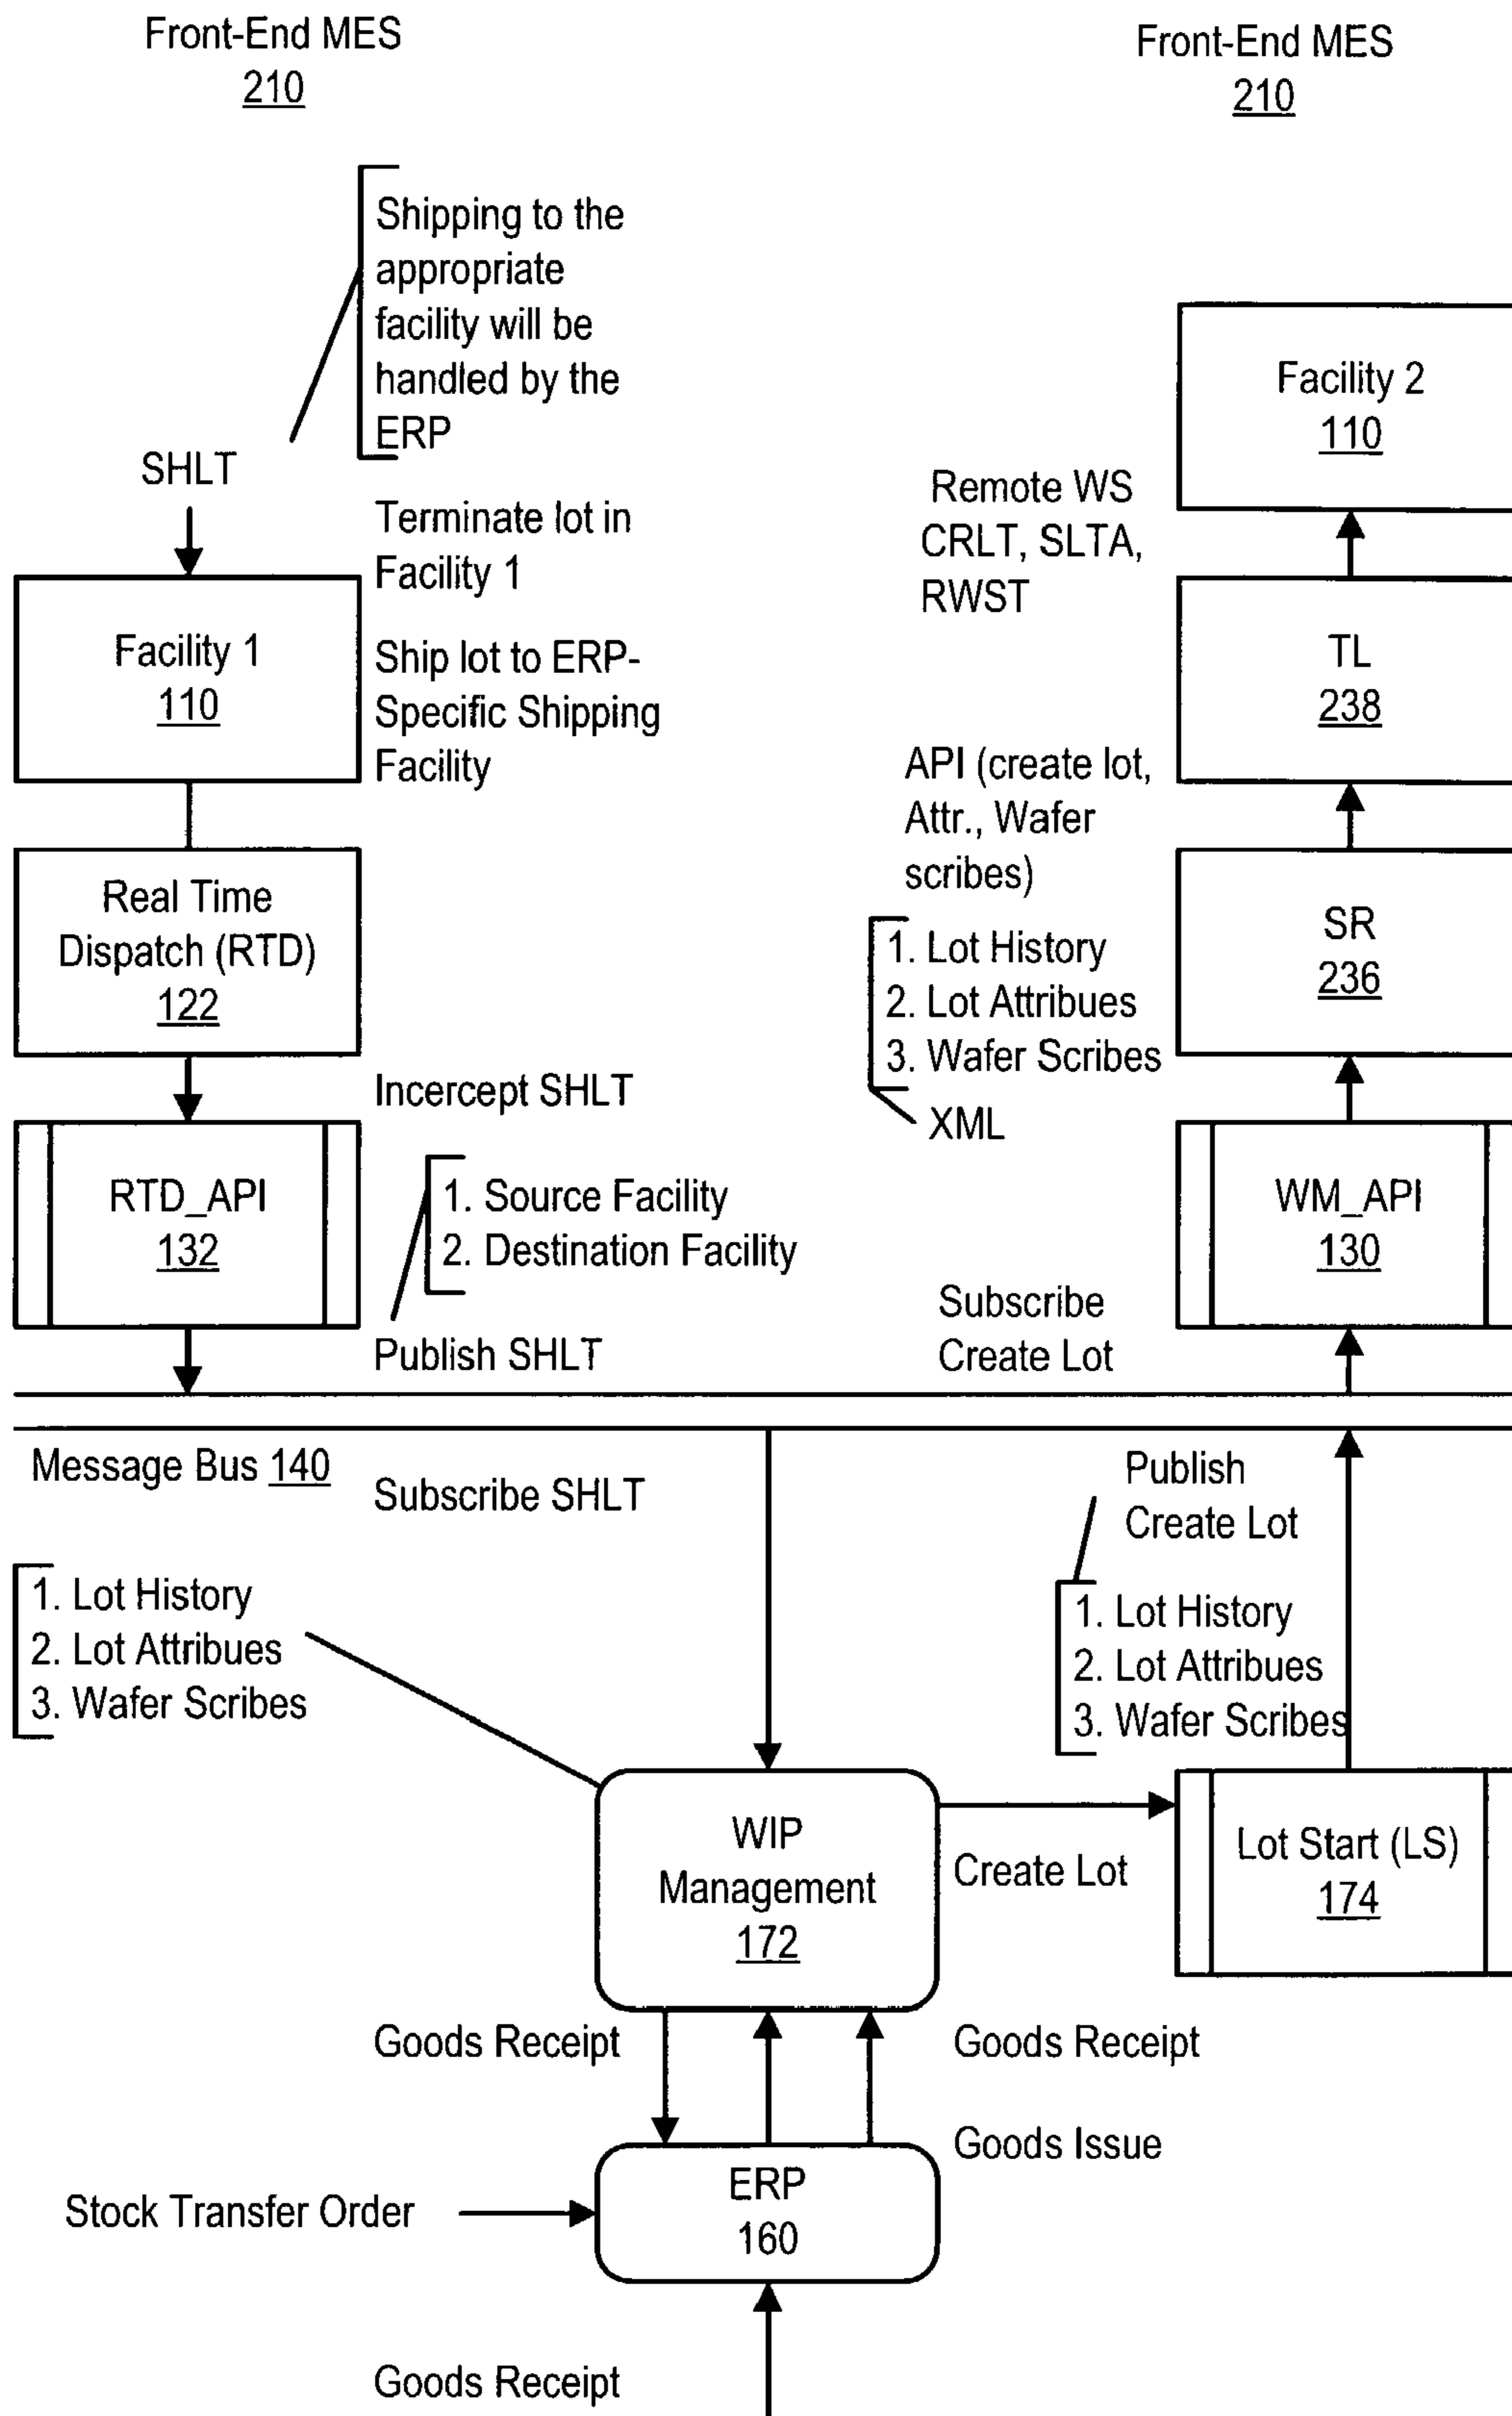 Front-End MES
210
Front-End MES
210
Shipping to the
appropriate
facility will be
handled by the
ERP
SHLT
Terminate lot in
Facility 1
Facility 1
110
Ship lot to ERP-
Specific Shipping
Facility
Real Time
Dispatch (RTD)
122
Incercept SHLT
RTD_API
132
1. Source Facility
2. Destination Facility
Publish SHLT
Facility 2
110
Remote WS
CRLT, SLTA,
RWST
TL
238
API (create lot,
Attr., Wafer
scribes)
SR
236
1. Lot History
2. Lot Attribues
3. Wafer Scribes
XML
WM_API
130
Subscribe
Create Lot
Message Bus 140
Subscribe SHLT
Publish
Create Lot
1. Lot History
2. Lot Attribues
3. Wafer Scribes
1. Lot History
2. Lot Attribues
3. Wafer Scribes
WIP
Management
172
Create Lot
Lot Start (LS)
174
Goods Receipt
Goods Receipt
Goods Issue
ERP
160
Stock Transfer Order
Goods Receipt